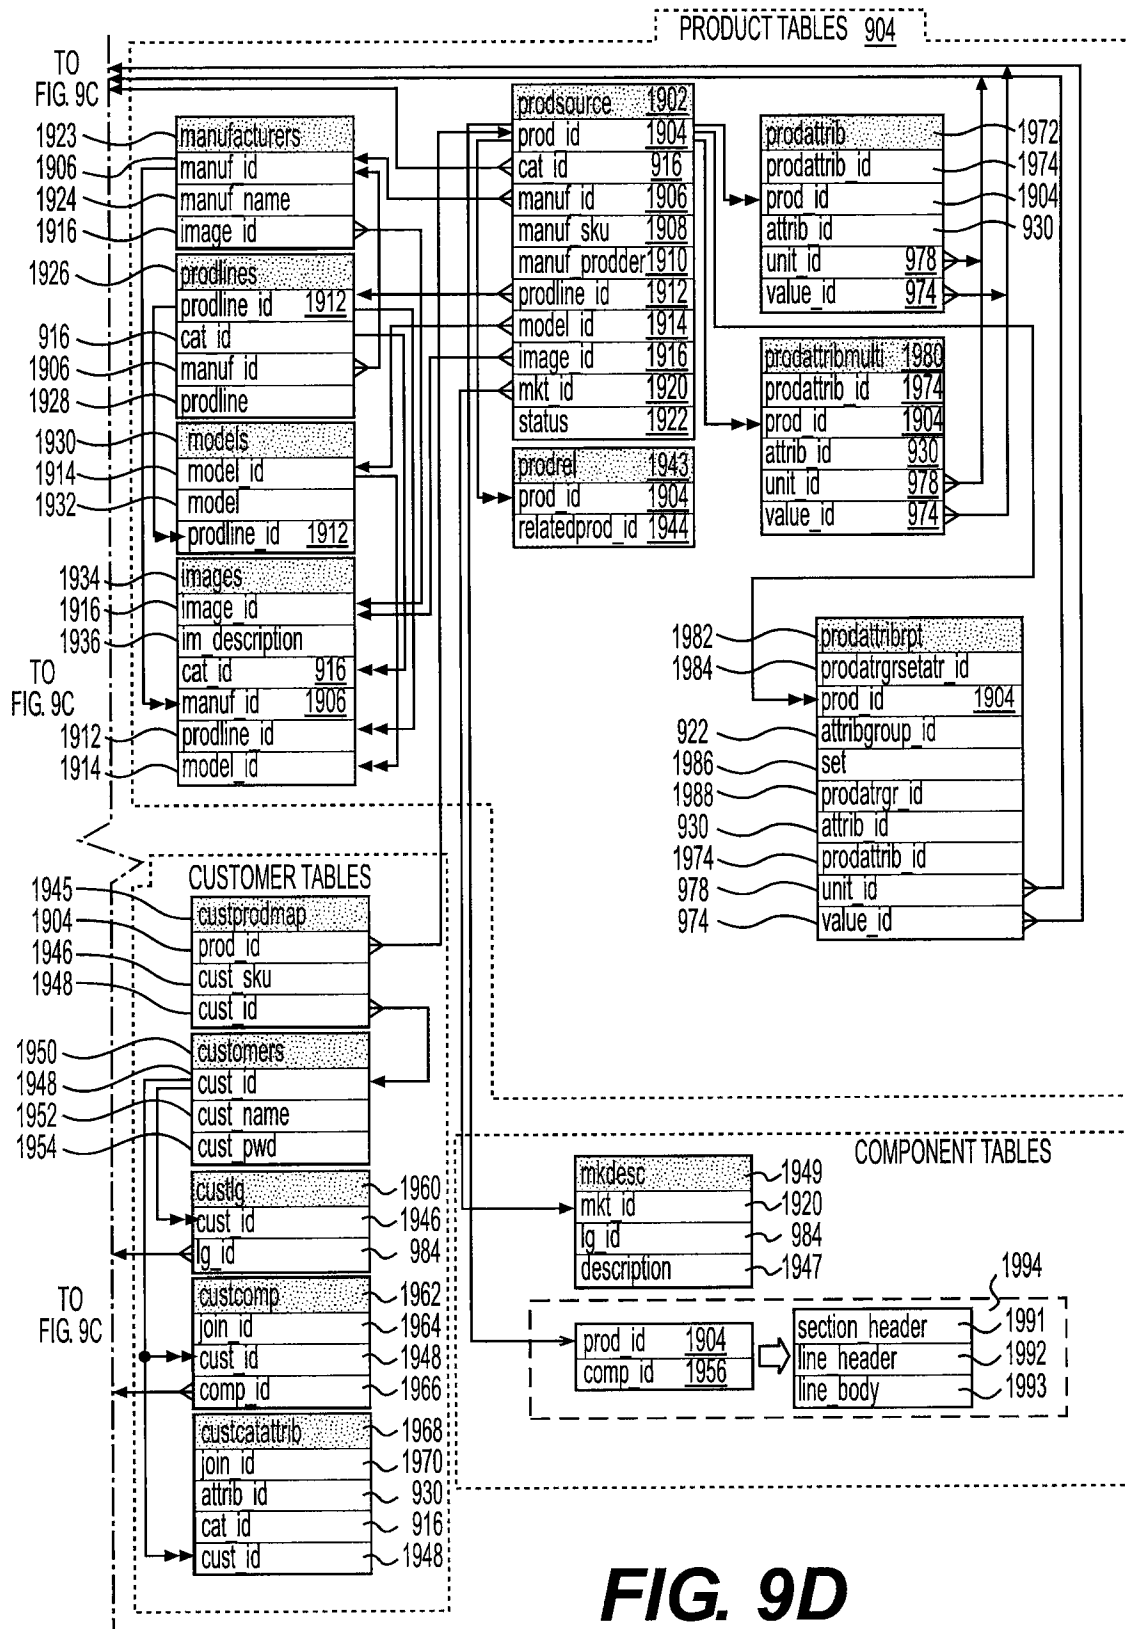 PRODUCT TABLES 904
TO
FIG. 9C
1923 manufacturers
1906 manuf_id
1924 manuf_name
1916 image_id
1926 prodlines
prodline_id 1912
916 cat_id
1906 manuf_id
1928 prodline
1930 models
1914 model_id
1932 model
prodline_id 1912
1934 images
1916 image_id
1936 im_description
cat_id 916
manuf_id 1906
1912 prodline_id
1914 model_id
TO
FIG. 9C
prodsource 1902
prod_id 1904
cat_id 916
manuf_id 1906
manuf_sku 1908
manuf_prodder 1910
prodline_id 1912
model_id 1914
image_id 1916
mkt_id 1920
status 1922
prodrel 1943
prod_id 1904
relatedprod_id 1944
prodattrib 1972
prodattrib_id 1974
prod_id 1904
attrib_id 930
unit_id 978
value_id 974
prodattribmulti 1980
prodattrib_id 1974
prod_id 1904
attrib_id 930
unit_id 978
value_id 974
1982 prodattribrpt
1984 prodatrgrsetatr_id
prod_id 1904
922 attribgroup_id
1986 set
1988 prodatrgr_id
930 attrib_id
1974 prodattrib_id
978 unit_id
974 value_id
CUSTOMER TABLES
1945 custprodmap
1904 prod_id
1946 cust_sku
1948 cust_id
1950 customers
1948 cust_id
1952 cust_name
1954 cust_pwd
custlg 1960
cust_id 1946
lg_id 984
TO
FIG. 9C
custcomp 1962
join_id 1964
cust_id 1948
comp_id 1966
custcatattrib 1968
join_id 1970
attrib_id 930
cat_id 916
cust_id 1948
COMPONENT TABLES
mkdesc 1949
mkt_id 1920
lg_id 984
description 1947
1994
prod_id 1904
comp_id 1956
section_header 1991
line_header 1992
line_body 1993
FIG. 9D